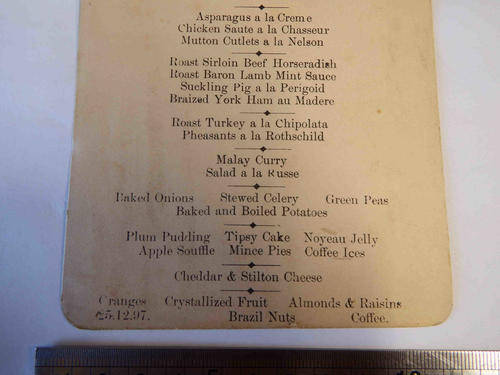 Asparagus a la Creme
Chicken Saute a la Chasseur
Mutton Cutlets a la Nelson
Roast Sirloin Beef Horseradish
Roast Baron Lamb Mint Sauce
Suckling Pig a la Perigoid
Braized York Ham au Madere
Roast Turkey a la Chipolata
Pheasants a la Rothschild
Malay Curry
Salad a la Russe
Baked Onions Stewed Celery Green Peas
Baked and Boiled Potatoes
Plum Pudding Tipsy Cake Noyeau Jelly
Apple Souffle Mince Pies Coffee Ices
Cheddar & Stilton Cheese
Oranges Crystallized Fruit Almonds & Raisins
25.12.97. Brazil Nuts Coffee.